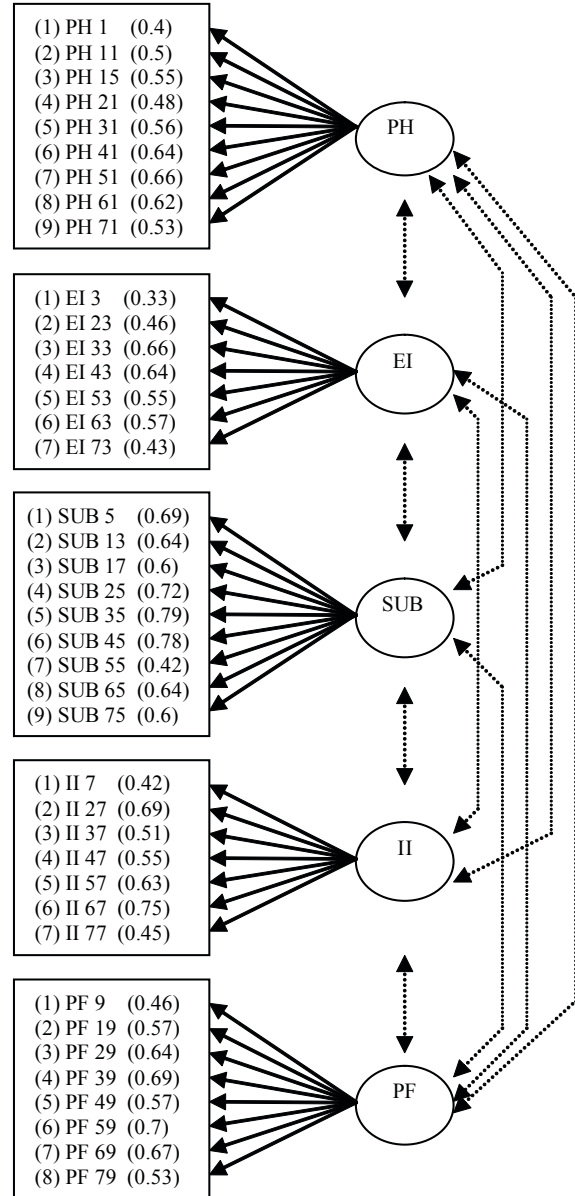 (1) PH 1 (0.4)
(2) PH 11 (0.5)
(3) PH 15 (0.55)
(4) PH 21 (0.48)
(5) PH 31 (0.56)
(6) PH 41 (0.64)
(7) PH 51 (0.66)
(8) PH 61 (0.62)
(9) PH 71 (0.53)
PH
(1) EI 3 (0.33)
(2) EI 23 (0.46)
(3) EI 33 (0.66)
(4) EI 43 (0.64)
(5) EI 53 (0.55)
(6) EI 63 (0.57)
(7) EI 73 (0.43)
EI
(1) SUB 5 (0.69)
(2) SUB 13 (0.64)
(3) SUB 17 (0.6)
(4) SUB 25 (0.72)
(5) SUB 35 (0.79)
(6) SUB 45 (0.78)
(7) SUB 55 (0.42)
(8) SUB 65 (0.64)
(9) SUB 75 (0.6)
SUB
(1) II 7 (0.42)
(2) II 27 (0.69)
(3) II 37 (0.51)
(4) II 47 (0.55)
(5) II 57 (0.63)
(6) II 67 (0.75)
(7) II 77 (0.45)
II
(1) PF 9 (0.46)
(2) PF 19 (0.57)
(3) PF 29 (0.64)
(4) PF 39 (0.69)
(5) PF 49 (0.57)
(6) PF 59 (0.7)
(7) PF 69 (0.67)
(8) PF 79 (0.53)
PF